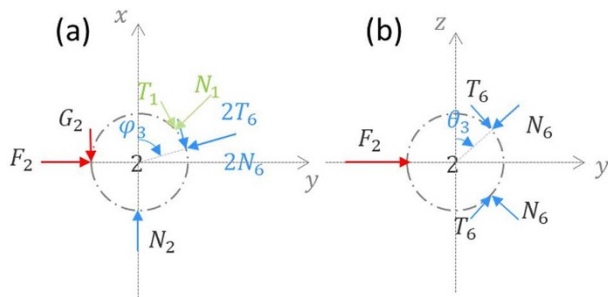 (a)
x
T₁
N₁
G₂
φ₃
2T₆
F₂
2
2N₆
y
N₂
(b)
z
T₆
θ₃
N₆
F₂
2
y
T₆
N₆